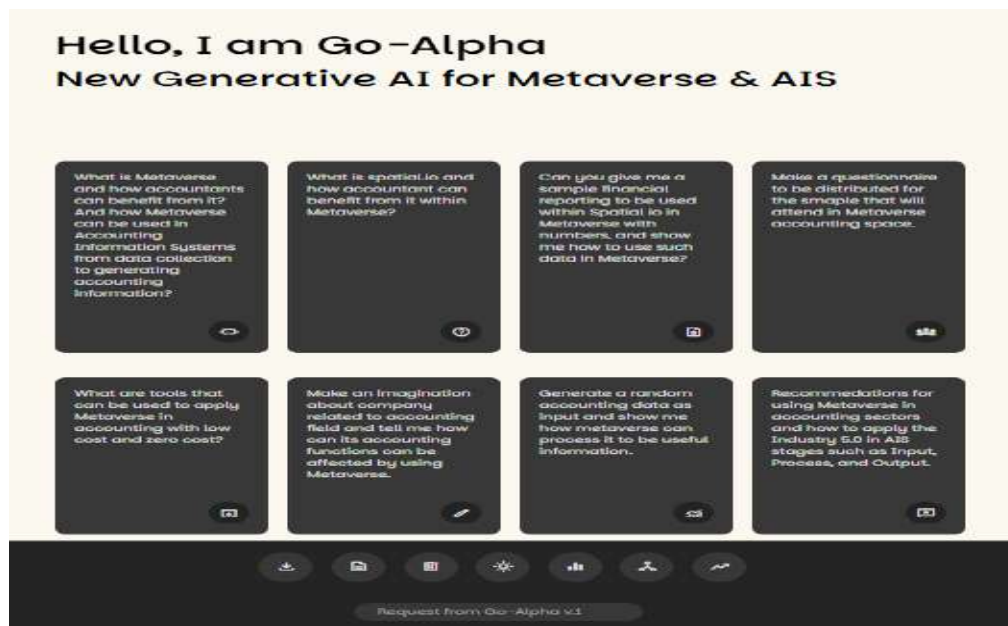 Hello, I am Go-Alpha
New Generative AI for Metaverse & AIS
What is Metaverse
and how accountants
can benefit from it?
And how Metaverse
can be used in
Accounting
Information Systems
from data collection
to generating
accounting
information?
What is spatial.io and
how accountant can
benefit from it within
Metaverse?
Can you give me a
sample financial
reporting to be used
within Spatial io in
Metaverse with
numbers, and show
me how to use such
data in Metaverse?
Make a questionnaire
to be distributed for
the smaple that will
attend in Metaverse
accounting space.
What are tools that
can be used to apply
Metaverse in
accounting with low
cost and zero cost?
Make an imagination
about company
related to accounting
field and tell me how
can its accounting
functions can be
affected by using
Metaverse.
Generate a random
accounting data as
input and show me
how metaverse can
process it to be useful
information.
Recommedations for
using Metaverse in
accounting sectors
and how to apply the
Industry 5.0 in AIS
stages such as Input,
Process, and Output.
Request from Go-Alpha v.1